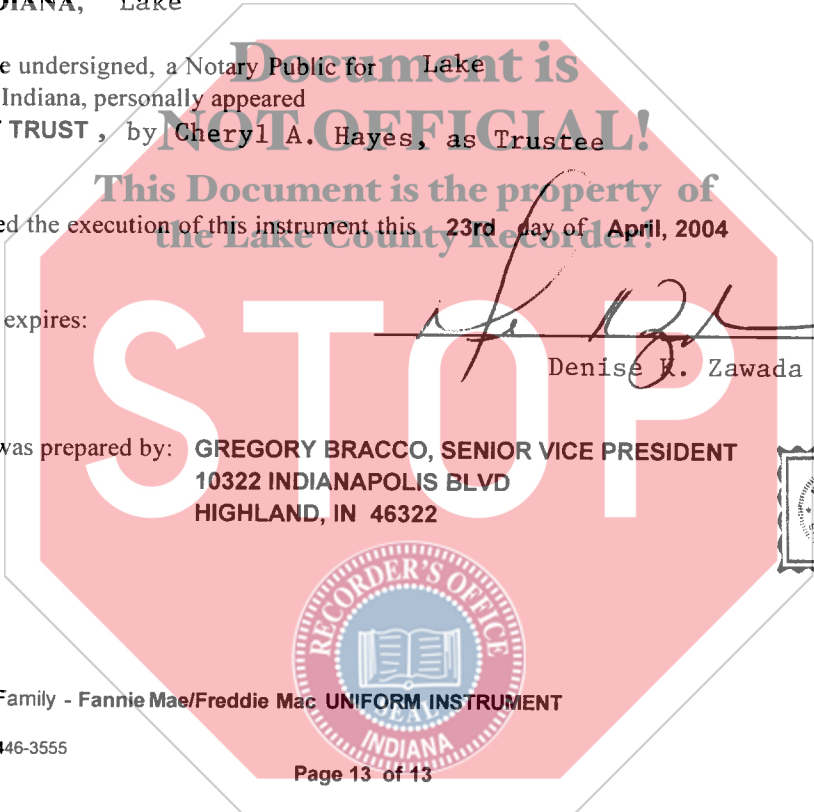 DIANA, Lake
e undersigned, a Notary Public for Lake
Indiana, personally appeared
TRUST , by Cheryl A. Hayes, as Trustee
ed the execution of this instrument this 23rd day of April, 2004
Document is
NOT OFFICIAL!
This Document is the property of
the Lake County Recorder!
expires:
Denise K. Zawada
STOP
was prepared by: GREGORY BRACCO, SENIOR VICE PRESIDENT
10322 INDIANAPOLIS BLVD
HIGHLAND, IN 46322
RECORDER'S OFFICE
SEAL
INDIANA
Family - Fannie Mae/Freddie Mac UNIFORM INSTRUMENT
446-3555
Page 13 of 13